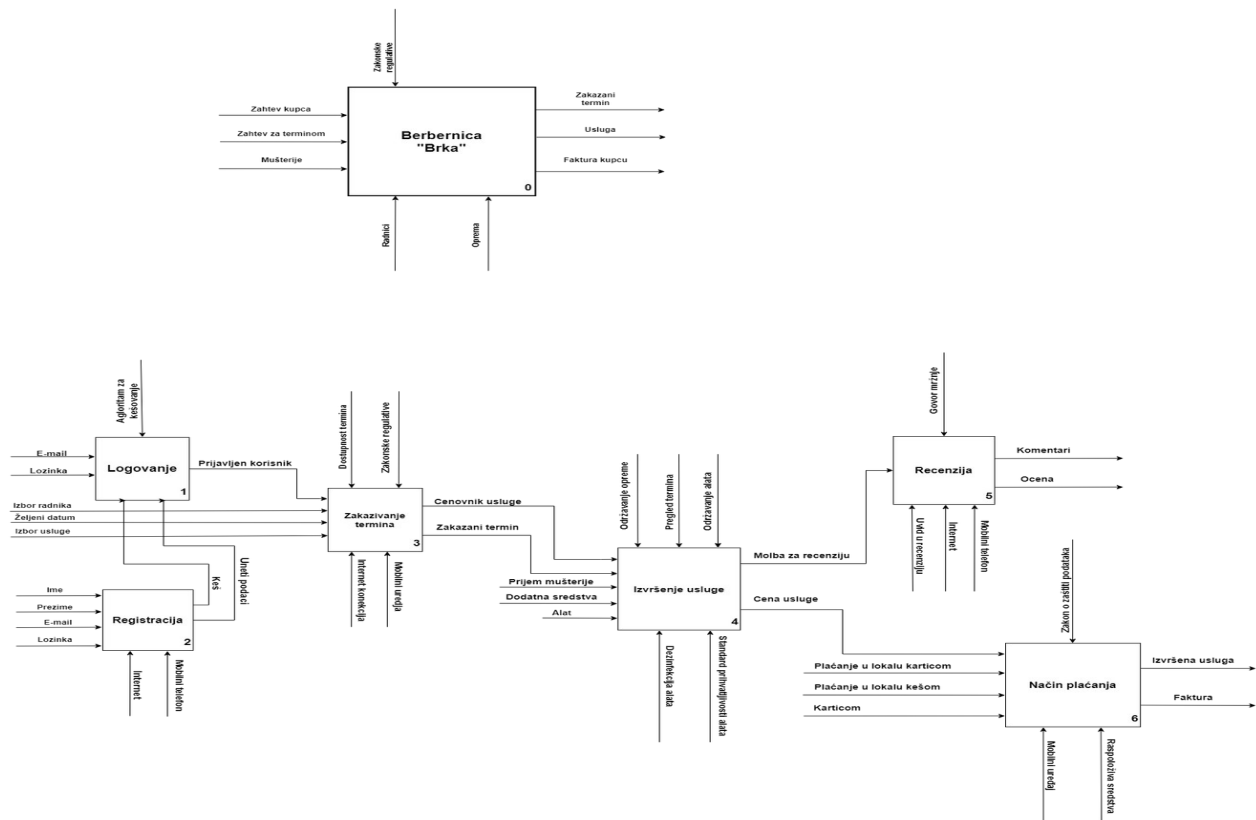 Zakonske
regulative
Zahtev kupca
Zahtev za terminom
Mušterije
Berbernica
"Brka"
0
Zakazani
termin
Usluga
Faktura kupcu
Radnici
Oprema
Agloritam za
kešovanje
E-mail
Lozinka
Logovanje
1
Prijavljen korisnik
Izbor radnika
Željeni datum
Izbor usluge
Ime
Prezime
E-mail
Lozinka
Registracija
2
Keš
Uneti podaci
Internet
Mobilni telefon
Dostupnost termina
Zakonske regulative
Zakazivanje
termina
3
Internet konekcija
Mobilni uredja
Cenovnik usluge
Zakazani termin
Održavanje opreme
Pregled termina
Održavanje alata
Prijem mušterije
Dodatna sredstva
Alat
Izvršenje usluge
4
Dezinfekcija alata
Standard prihvatljivosti alata
Molba za recenziju
Cena usluge
Govor mržnje
Recenzija
5
Komentari
Ocena
Uvid u recenziju
Internet
Mobilni telefon
Zakon o zaštiti podataka
Plaćanje u lokalu karticom
Plaćanje u lokalu kešom
Karticom
Način plaćanja
6
Izvršena usluga
Faktura
Mobilni uređaj
Raspoloživa sredstva